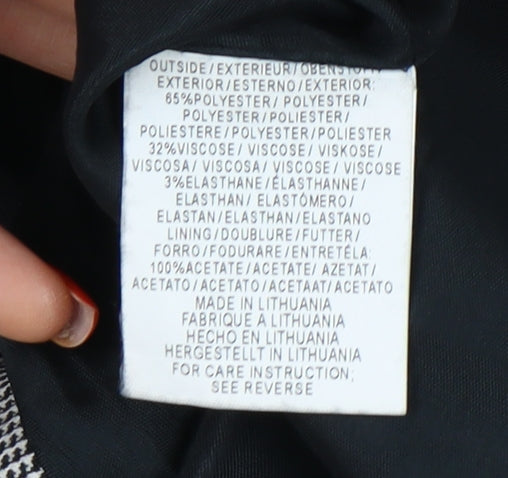 OUTSIDE/EXTERIEUR/OBERSTOFF/
EXTERIOR/ESTERNO/EXTERIOR:
65%POLYESTER/ POLYESTER/
POLYESTER/POLIESTER/
POLIESTERE/POLYESTER/POLIESTER
32%VISCOSE/ VISCOSE/ VISKOSE/
VISCOSA/ VISCOSA/ VISCOSE/ VISCOSE
3%ELASTHANE/ÉLASTHANNE/
ELASTHAN/ ELASTÓMERO/
ELASTAN/ELASTHAN/ELASTANO
LINING/DOUBLURE/FUTTER/
FORRO/FODURARE/ENTRETÉLA:
100%ACETATE/ACETATE/ AZETAT/
ACETATO/ACETATO/ACETAAT/ACETATO
MADE IN LITHUANIA
FABRIQUE A LITHUANIA
HECHO EN LITHUANIA
HERGESTELLT IN LITHUANIA
FOR CARE INSTRUCTION;
SEE REVERSE